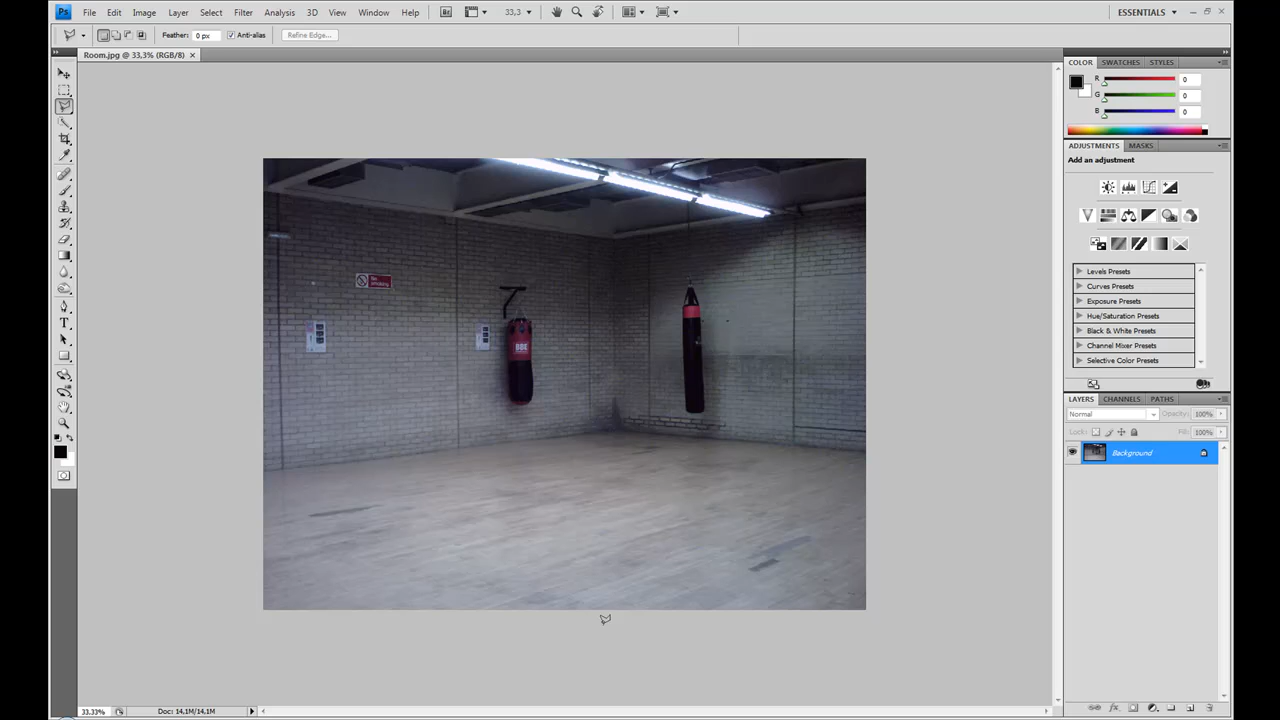 Ps File Edit Image Layer Select Filter Analysis 3D View Window Help Br 33,3 ESSENTIALS
Feather: 0 px Anti-alias Refine Edge...
Room.jpg @ 33,3% (RGB/8)
COLOR SWATCHES STYLES
R 0
G 0
B 0
ADJUSTMENTS MASKS
Add an adjustment
Levels Presets
Curves Presets
Exposure Presets
Hue/Saturation Presets
Black & White Presets
Channel Mixer Presets
Selective Color Presets
LAYERS CHANNELS PATHS
Normal Opacity: 100%
Lock: Fill: 100%
Background
No
smoking
BBE
33.33% Doc: 14,1M/14,1M